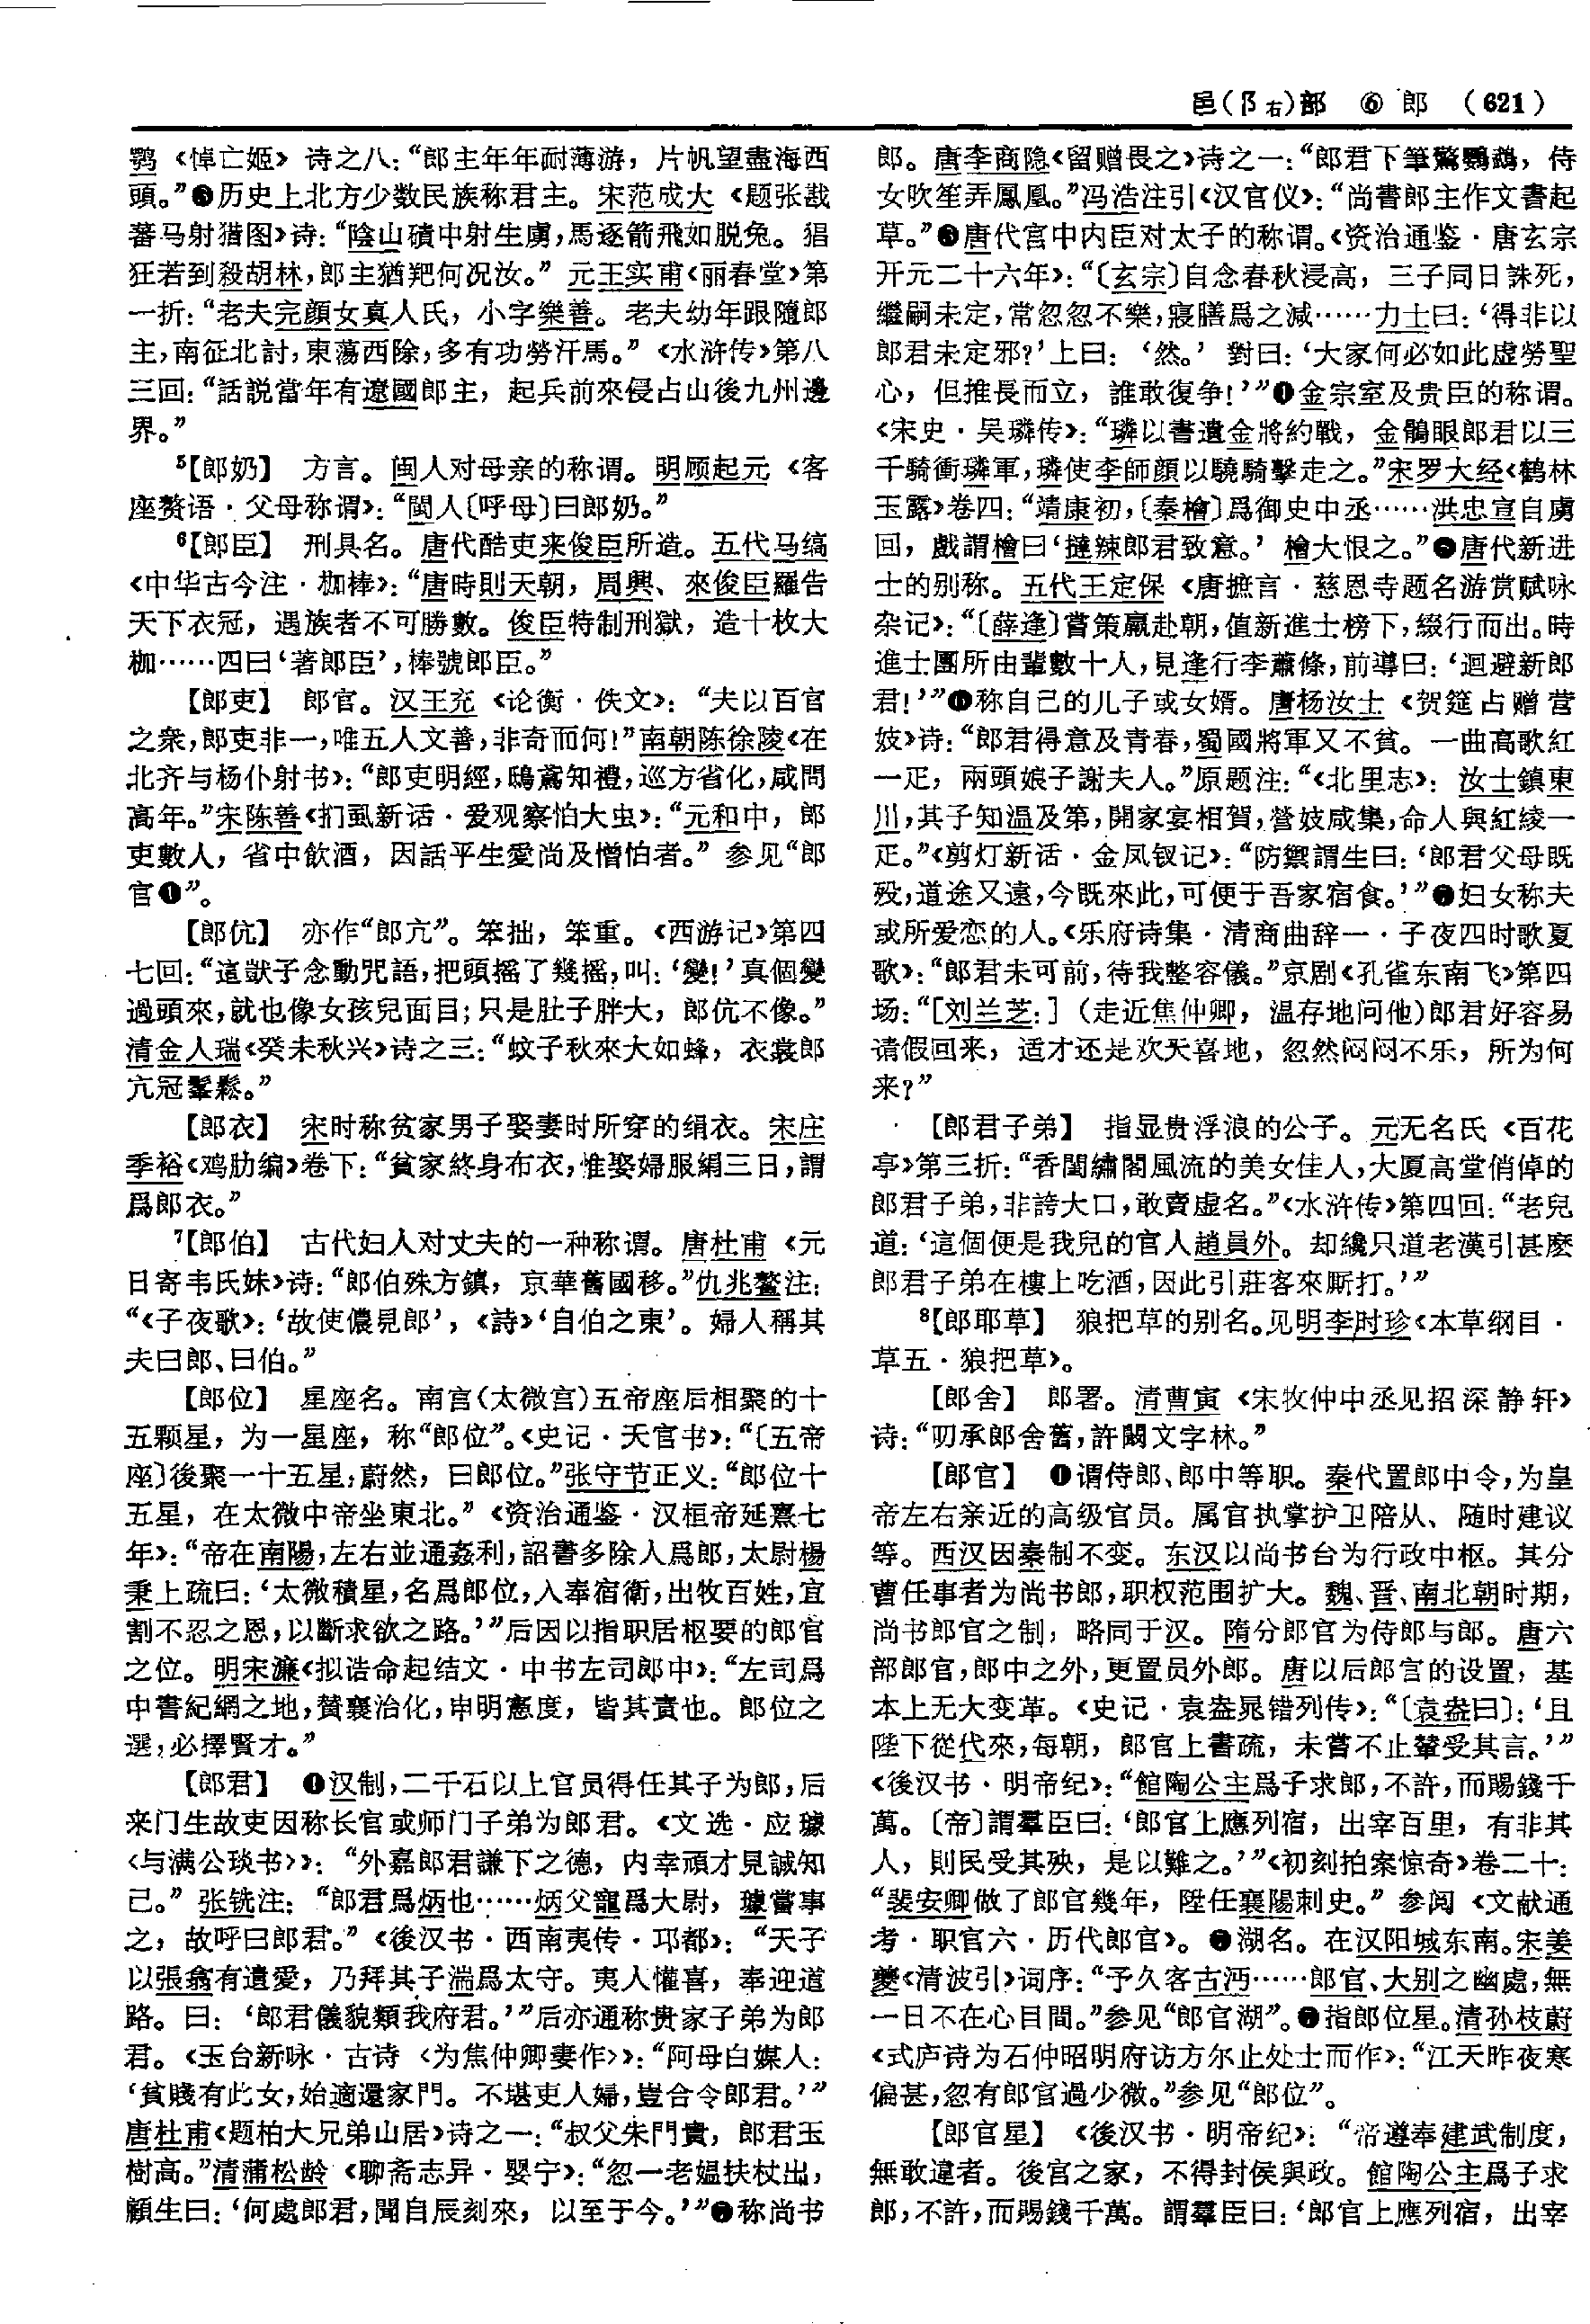 邑(阝右)部 ⑥ 郎 (621)
鹗《悼亡姬》诗之八：“郎主年年耐薄游，片帆望盡海西
頭。”❸历史上北方少数民族称君主。宋范成大《题张戡
蕃马射猎图》诗：“陰山磧中射生虜，馬逐箭飛如脱兔。猖
狂若到殺胡林，郎主猶羓何况汝。”元王实甫《丽春堂》第
一折：“老夫完顔女真人氏，小字樂善。老夫幼年跟隨郎
主，南征北討，東蕩西除，多有功勞汗馬。”《水浒传》第八
三回：“話説當年有遼國郎主，起兵前來侵占山後九州邊
界。”
5【郎奶】 方言。闽人对母亲的称谓。明顾起元《客
座赘语·父母称谓》：“閩人〔呼母〕曰郎奶。”
6【郎臣】 刑具名。唐代酷吏来俊臣所造。五代马缟
《中华古今注·枷棒》：“唐時則天朝，周興、來俊臣羅告
天下衣冠，遇族者不可勝數。俊臣特制刑獄，造十枚大
枷……四曰‘著郎臣’，棒號郎臣。”
【郎吏】 郎官。汉王充《论衡·佚文》：“夫以百官
之衆，郎吏非一，唯五人文善，非奇而何！”南朝陈徐陵《在
北齐与杨仆射书》：“郎吏明經，鴟鳶知禮，巡方省化，咸問
高年。”宋陈善《扪虱新话·爱观察怕大虫》：“元和中，郎
吏數人，省中飲酒，因話平生愛尚及憎怕者。”参见“郎
官❶”。
【郎伉】 亦作“郎亢”。笨拙，笨重。《西游记》第四
七回：“這獃子念動咒語，把頭摇了幾摇，叫：‘變！’真個變
過頭來，就也像女孩兒面目；只是肚子胖大，郎伉不像。”
清金人瑞《癸未秋兴》诗之三：“蚊子秋來大如蜂，衣裳郎
亢冠鬅鬆。”
【郎衣】 宋时称贫家男子娶妻时所穿的绢衣。宋庄
季裕《鸡肋编》卷下：“貧家終身布衣，惟娶婦服絹三日，謂
爲郎衣。”
7【郎伯】 古代妇人对丈夫的一种称谓。唐杜甫《元
日寄韦氏妹》诗：“郎伯殊方鎮，京華舊國移。”仇兆鳌注：
“《子夜歌》：‘故使儂見郎’，《詩》‘自伯之東’。婦人稱其
夫曰郎、曰伯。”
【郎位】 星座名。南宫（太微宫）五帝座后相聚的十
五颗星，为一星座，称“郎位”。《史记·天官书》：“〔五帝
座〕後聚一十五星，蔚然，曰郎位。”张守节正义：“郎位十
五星，在太微中帝坐東北。”《资治通鉴·汉桓帝延熹七
年》：“帝在南陽，左右並通姦利，詔書多除人爲郎，太尉楊
秉上疏曰：‘太微積星，名爲郎位，入奉宿衛，出牧百姓，宜
割不忍之恩，以斷求欲之路。’”后因以指职居枢要的郎官
之位。明宋濂《拟诰命起结文·中书左司郎中》：“左司爲
中書紀綱之地，贊襄治化，申明憲度，皆其責也。郎位之
選，必擇賢才。”
【郎君】 ❶汉制，二千石以上官员得任其子为郎，后
来门生故吏因称长官或师门子弟为郎君。《文选·应璩
〈与满公琰书〉》：“外嘉郎君謙下之德，内幸頑才見誠知
己。”张铣注：“郎君爲炳也……炳父寵爲大尉，璩嘗事
之，故呼曰郎君。”《後汉书·西南夷传·邛都》：“天子
以張翕有遺愛，乃拜其子湍爲太守。夷人懽喜，奉迎道
路。曰：‘郎君儀貌類我府君。’”后亦通称贵家子弟为郎
君。《玉台新咏·古诗〈为焦仲卿妻作〉》：“阿母白媒人：
‘貧賤有此女，始適還家門。不堪吏人婦，豈合令郎君。’”
唐杜甫《题柏大兄弟山居》诗之一：“叔父朱門貴，郎君玉
樹高。”清蒲松龄《聊斋志异·婴宁》：“忽一老媪扶杖出，
顧生曰：‘何處郎君，聞自辰刻來，以至于今。’”❷称尚书
郎。唐李商隐《留赠畏之》诗之一：“郎君下筆驚鸚鵡，侍
女吹笙弄鳳凰。”冯浩注引《汉官仪》：“尚書郎主作文書起
草。”❸唐代宫中内臣对太子的称谓。《资治通鉴·唐玄宗
开元二十六年》：“〔玄宗〕自念春秋浸高，三子同日誅死，
繼嗣未定，常忽忽不樂，寢膳爲之減……力士曰：‘得非以
郎君未定邪？’上曰：‘然。’對曰：‘大家何必如此虚勞聖
心，但推長而立，誰敢復争！’”❹金宗室及贵臣的称谓。
《宋史·吴璘传》：“璘以書遺金將約戰，金鶻眼郎君以三
千騎衝璘軍，璘使李師顔以驍騎擊走之。”宋罗大经《鹤林
玉露》卷四：“靖康初，〔秦檜〕爲御史中丞……洪忠宣自虜
回，戲謂檜曰‘撻辣郎君致意。’檜大恨之。”❺唐代新进
士的别称。五代王定保《唐摭言·慈恩寺题名游赏赋咏
杂记》：“〔薛逢〕嘗策羸赴朝，值新進士榜下，綴行而出。時
進士團所由輩數十人，見逢行李蕭條，前導曰：‘迴避新郎
君！’”❻称自己的儿子或女婿。唐杨汝士《贺筵占赠营
妓》诗：“郎君得意及青春，蜀國將軍又不貧。一曲高歌紅
一疋，兩頭娘子謝夫人。”原题注：“《北里志》：汝士鎮東
川，其子知温及第，開家宴相賀，營妓咸集，命人與紅綾一
疋。”《剪灯新话·金凤钗记》：“防禦謂生曰：‘郎君父母既
殁，道途又遠，今既來此，可便于吾家宿食。’”❼妇女称夫
或所爱恋的人。《乐府诗集·清商曲辞一·子夜四时歌夏
歌》：“郎君未可前，待我整容儀。”京剧《孔雀东南飞》第四
场：“［刘兰芝：］（走近焦仲卿，温存地问他）郎君好容易
请假回来，适才还是欢天喜地，忽然闷闷不乐，所为何
来？”
【郎君子弟】 指显贵浮浪的公子。元无名氏《百花
亭》第三折：“香閨繡閣風流的美女佳人，大厦高堂俏倬的
郎君子弟，非誇大口，敢賣虚名。”《水浒传》第四回：“老兒
道：‘這個便是我兒的官人趙員外。却纔只道老漢引甚麽
郎君子弟在樓上吃酒，因此引莊客來厮打。’”
8【郎耶草】 狼把草的别名。见明李时珍《本草纲目·
草五·狼把草》。
【郎舍】 郎署。清曹寅《宋牧仲中丞见招深静轩》
诗：“叨承郎舍舊，許闕文字林。”
【郎官】 ❶谓侍郎、郎中等职。秦代置郎中令，为皇
帝左右亲近的高级官员。属官执掌护卫陪从、随时建议
等。西汉因秦制不变。东汉以尚书台为行政中枢。其分
曹任事者为尚书郎，职权范围扩大。魏、晋、南北朝时期，
尚书郎官之制，略同于汉。隋分郎官为侍郎与郎。唐六
部郎官，郎中之外，更置员外郎。唐以后郎官的设置，基
本上无大变革。《史记·袁盎晁错列传》：“〔袁盎曰〕：‘且
陛下從代來，每朝，郎官上書疏，未嘗不止輦受其言。’”
《後汉书·明帝纪》：“館陶公主爲子求郎，不許，而賜錢千
萬。〔帝〕謂羣臣曰：‘郎官上應列宿，出宰百里，有非其
人，則民受其殃，是以難之。’”《初刻拍案惊奇》卷二十：
“裴安卿做了郎官幾年，陞任襄陽刺史。”参阅《文献通
考·职官六·历代郎官》。❷湖名。在汉阳城东南。宋姜
夔《清波引》词序：“予久客古沔……郎官、大别之幽處，無
一日不在心目間。”参见“郎官湖”。❸指郎位星。清孙枝蔚
《式庐诗为石仲昭明府访方尔止处士而作》：“江天昨夜寒
偏甚，忽有郎官過少微。”参见“郎位”。
【郎官星】 《後汉书·明帝纪》：“帝遵奉建武制度，
無敢違者。後宫之家，不得封侯與政。館陶公主爲子求
郎，不許，而賜錢千萬。謂羣臣曰：‘郎官上應列宿，出宰